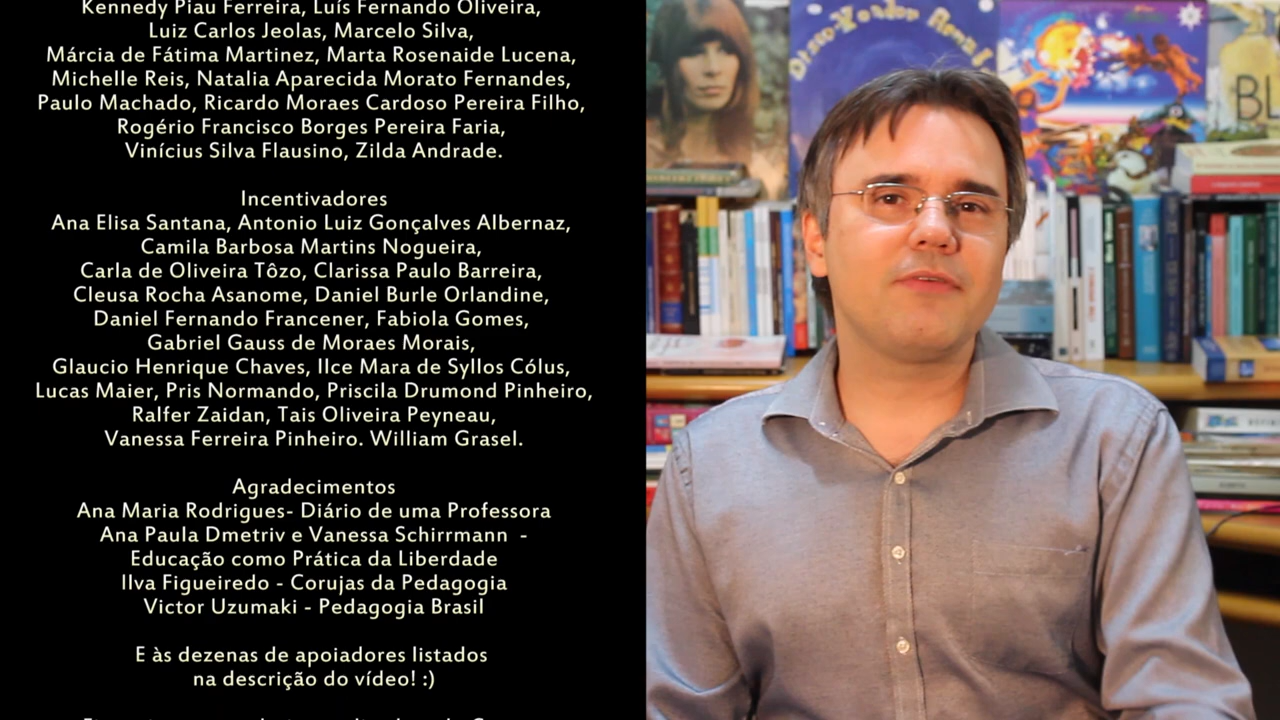 Kennedy Piau Ferreira, Luís Fernando Oliveira,
Luiz Carlos Jeolas, Marcelo Silva,
Márcia de Fátima Martinez, Marta Rosenaide Lucena,
Michelle Reis, Natalia Aparecida Morato Fernandes,
Paulo Machado, Ricardo Moraes Cardoso Pereira Filho,
Rogério Francisco Borges Pereira Faria,
Vinícius Silva Flausino, Zilda Andrade.
Incentivadores
Ana Elisa Santana, Antonio Luiz Gonçalves Albernaz,
Camila Barbosa Martins Nogueira,
Carla de Oliveira Tôzo, Clarissa Paulo Barreira,
Cleusa Rocha Asanome, Daniel Burle Orlandine,
Daniel Fernando Francener, Fabiola Gomes,
Gabriel Gauss de Moraes Morais,
Glaucio Henrique Chaves, Ilce Mara de Syllos Cólus,
Lucas Maier, Pris Normando, Priscila Drumond Pinheiro,
Ralfer Zaidan, Tais Oliveira Peyneau,
Vanessa Ferreira Pinheiro. William Grasel.
Agradecimentos
Ana Maria Rodrigues- Diário de uma Professora
Ana Paula Dmetriv e Vanessa Schirrmann -
Educação como Prática da Liberdade
Ilva Figueiredo - Corujas da Pedagogia
Victor Uzumaki - Pedagogia Brasil
E às dezenas de apoiadores listados
na descrição do vídeo! :)